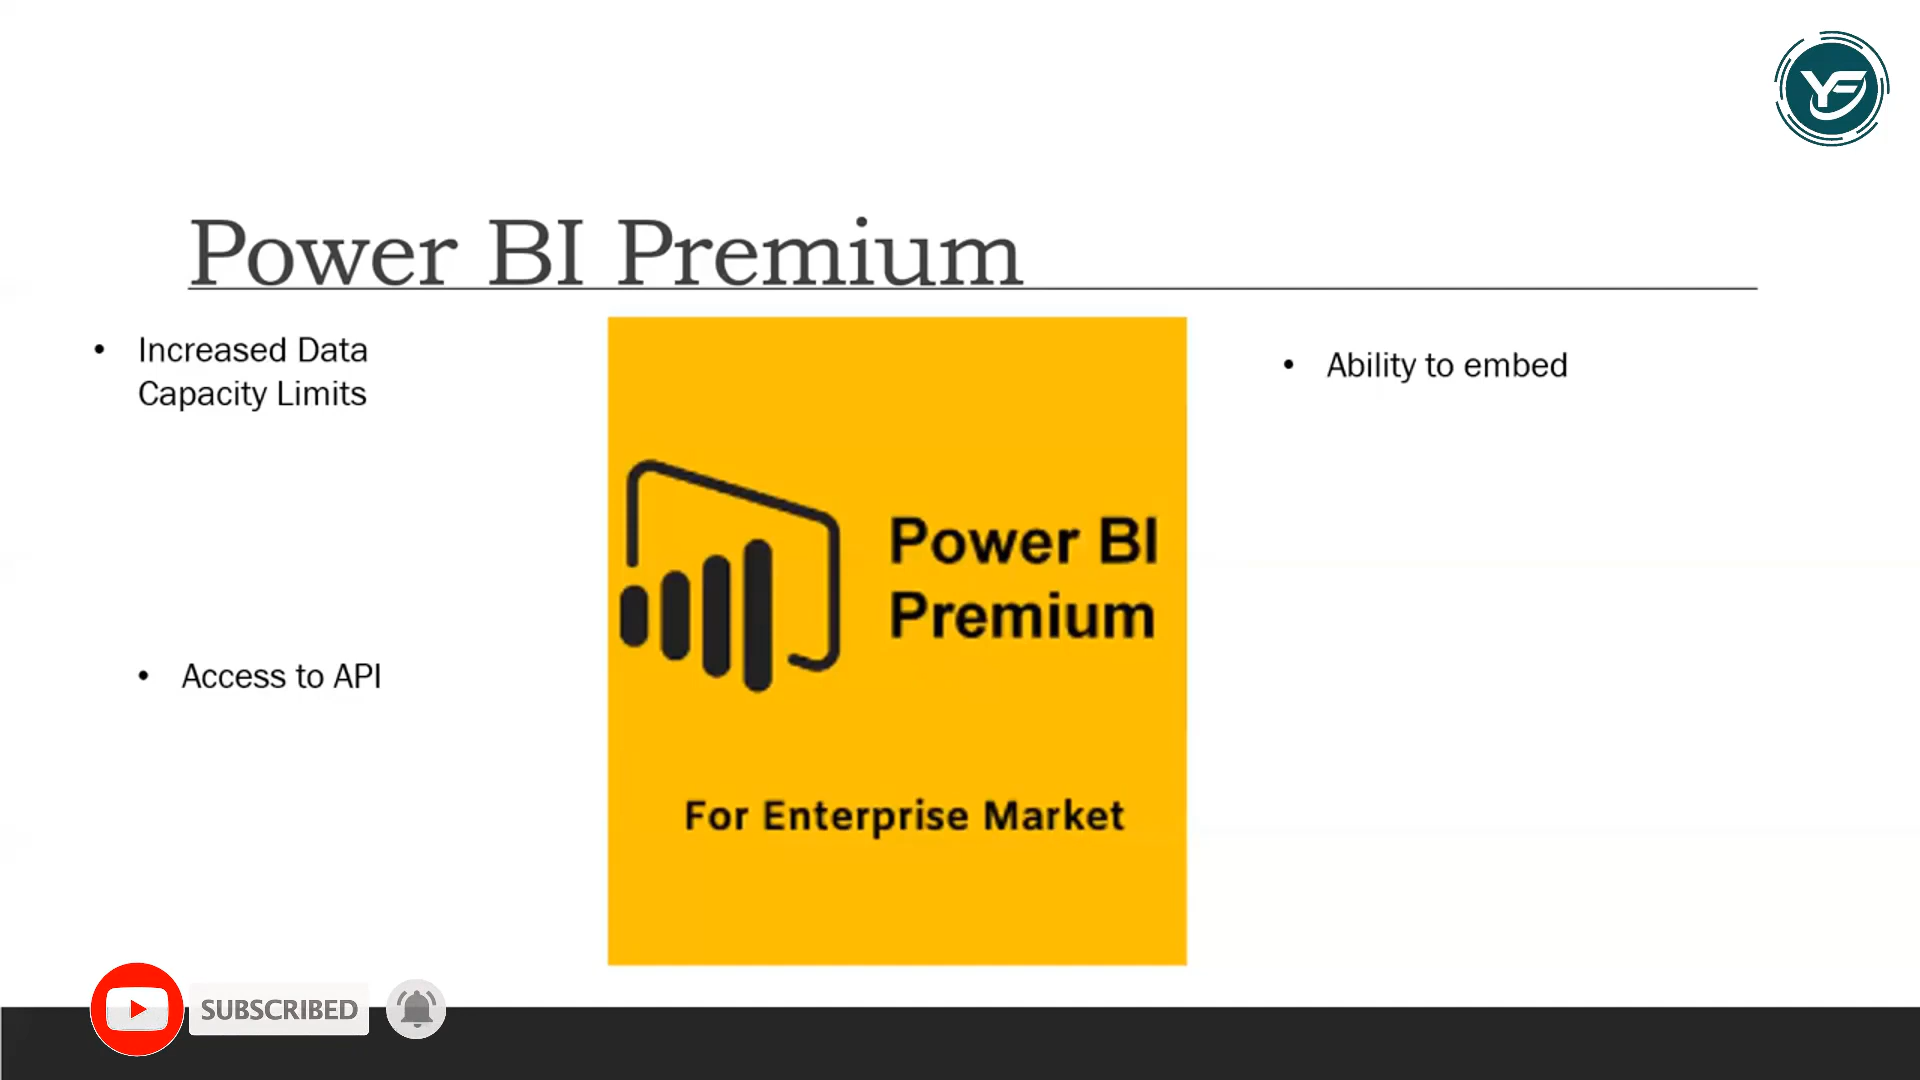 YF
Power BI Premium
• Increased Data
Capacity Limits
• Access to API
Power BI
Premium
For Enterprise Market
• Ability to embed
SUBSCRIBED